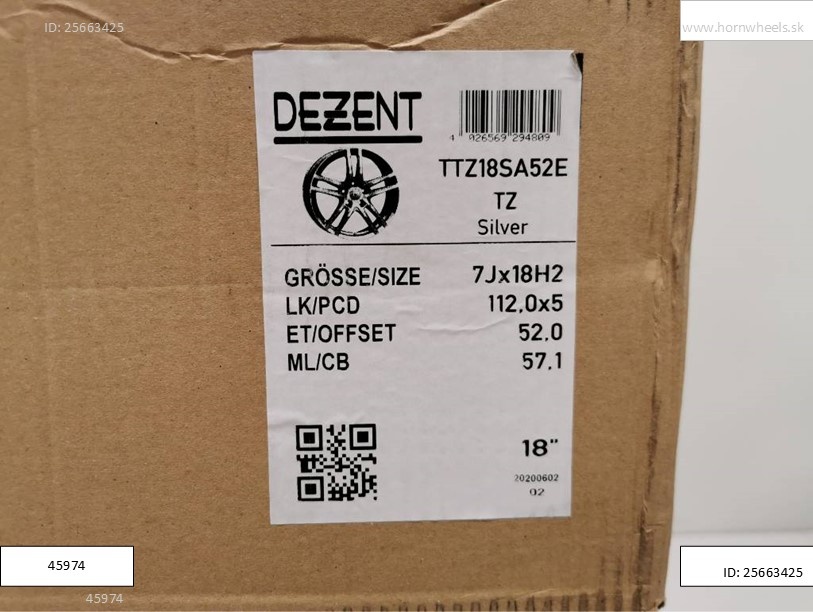 ID: 25663425
www.hornwheels.sk
DEZENT
4 026569 294809
TTZ18SA52E
TZ
Silver
GRÖSSE/SIZE 7Jx18H2
LK/PCD 112,0x5
ET/OFFSET 52,0
ML/CB 57,1
18"
20200602
02
45974
45974
ID: 25663425